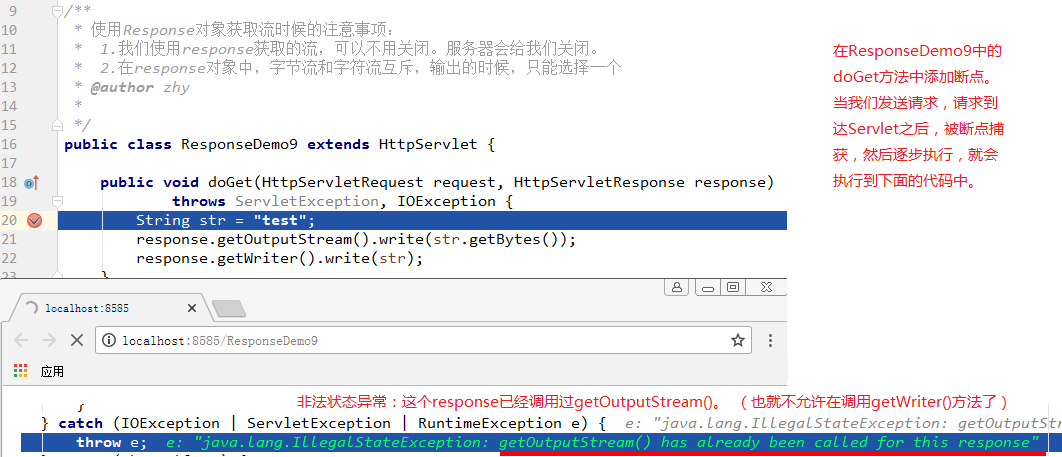 9 /**
10 * 使用Response对象获取流时候的注意事项:
11 * 1.我们使用response获取的流，可以不用关闭。服务器会给我们关闭。
12 * 2.在response对象中，字节流和字符流互斥，输出的时候，只能选择一个
13 * @author zhy
14 *
15 */
16 public class ResponseDemo9 extends HttpServlet {
17
18 public void doGet(HttpServletRequest request, HttpServletResponse response)
19 throws ServletException, IOException {
20 String str = "test";
21 response.getOutputStream().write(str.getBytes());
22 response.getWriter().write(str);
23 }
在ResponseDemo9中的
doGet方法中添加断点。
当我们发送请求，请求到
达Servlet之后，被断点捕
获，然后逐步执行，就会
执行到下面的代码中。
localhost:8585
localhost:8585/ResponseDemo9
应用
非法状态异常：这个response已经调用过getOutputStream()。 （也就不允许在调用getWriter()方法了）
}
} catch (IOException | ServletException | RuntimeException e) { e: "java.lang.IllegalStateException: getOutputStr
throw e; e: "java.lang.IllegalStateException: getOutputStream() has already been called for this response"